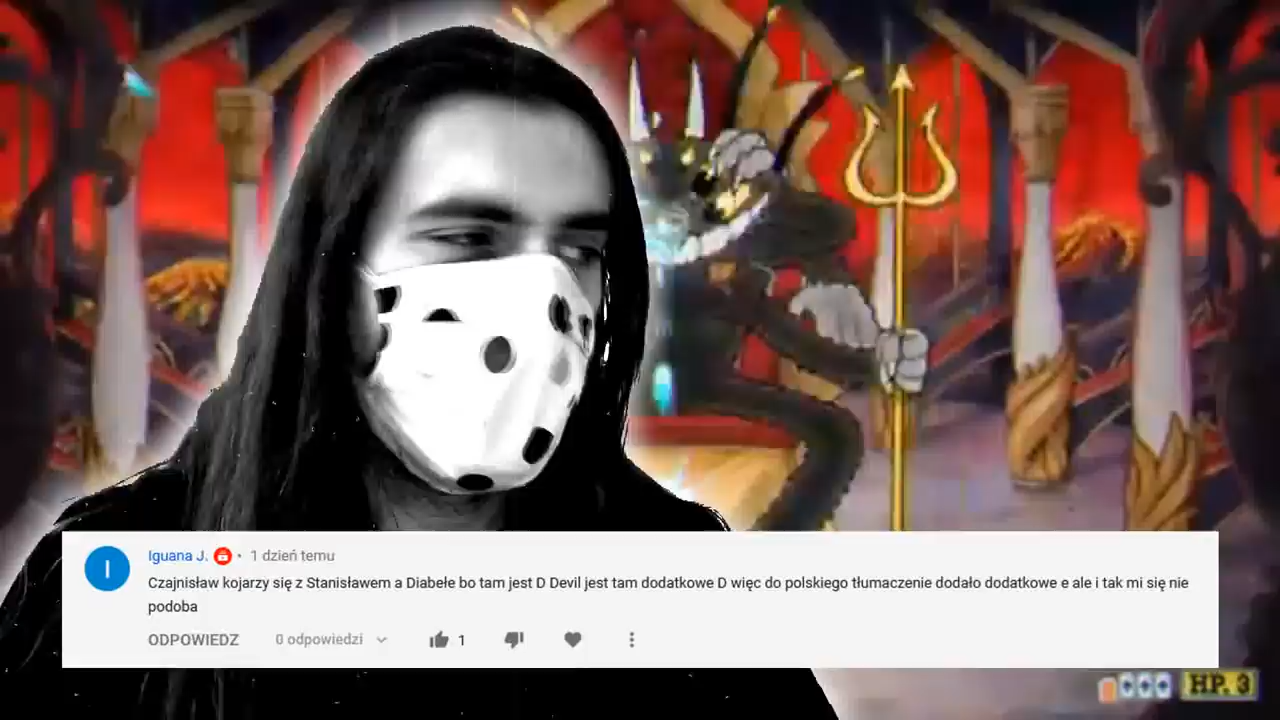 I
Iguana J. • 1 dzień temu
Czajnisław kojarzy się z Stanisławem a Diabełe bo tam jest D Devil jest tam dodatkowe D więc do polskiego tłumaczenie dodało dodatkowe e ale i tak mi się nie
podoba
ODPOWIEDZ 0 odpowiedzi 1
HP. 3